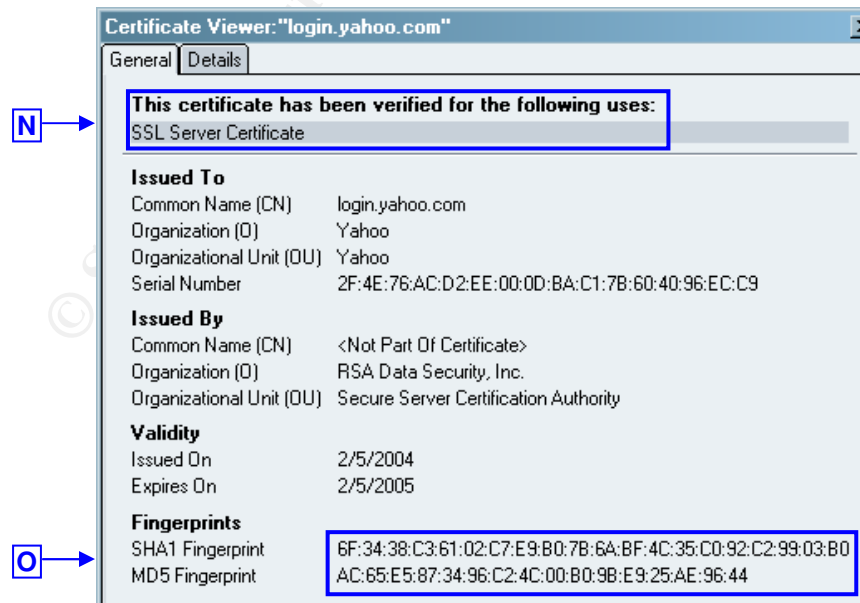 Certificate Viewer:"login.yahoo.com"
General Details
N
This certificate has been verified for the following uses:
SSL Server Certificate
Issued To
Common Name (CN) login.yahoo.com
Organization (O) Yahoo
Organizational Unit (OU) Yahoo
Serial Number 2F:4E:76:AC:D2:EE:00:0D:BA:C1:7B:60:40:96:EC:C9
Issued By
Common Name (CN) <Not Part Of Certificate>
Organization (O) RSA Data Security, Inc.
Organizational Unit (OU) Secure Server Certification Authority
Validity
Issued On 2/5/2004
Expires On 2/5/2005
Fingerprints
O
SHA1 Fingerprint 6F:34:38:C3:61:02:C7:E9:B0:7B:6A:BF:4C:35:C0:92:C2:99:03:B0
MD5 Fingerprint AC:65:E5:87:34:96:C2:4C:00:B0:9B:E9:25:AE:96:44
©